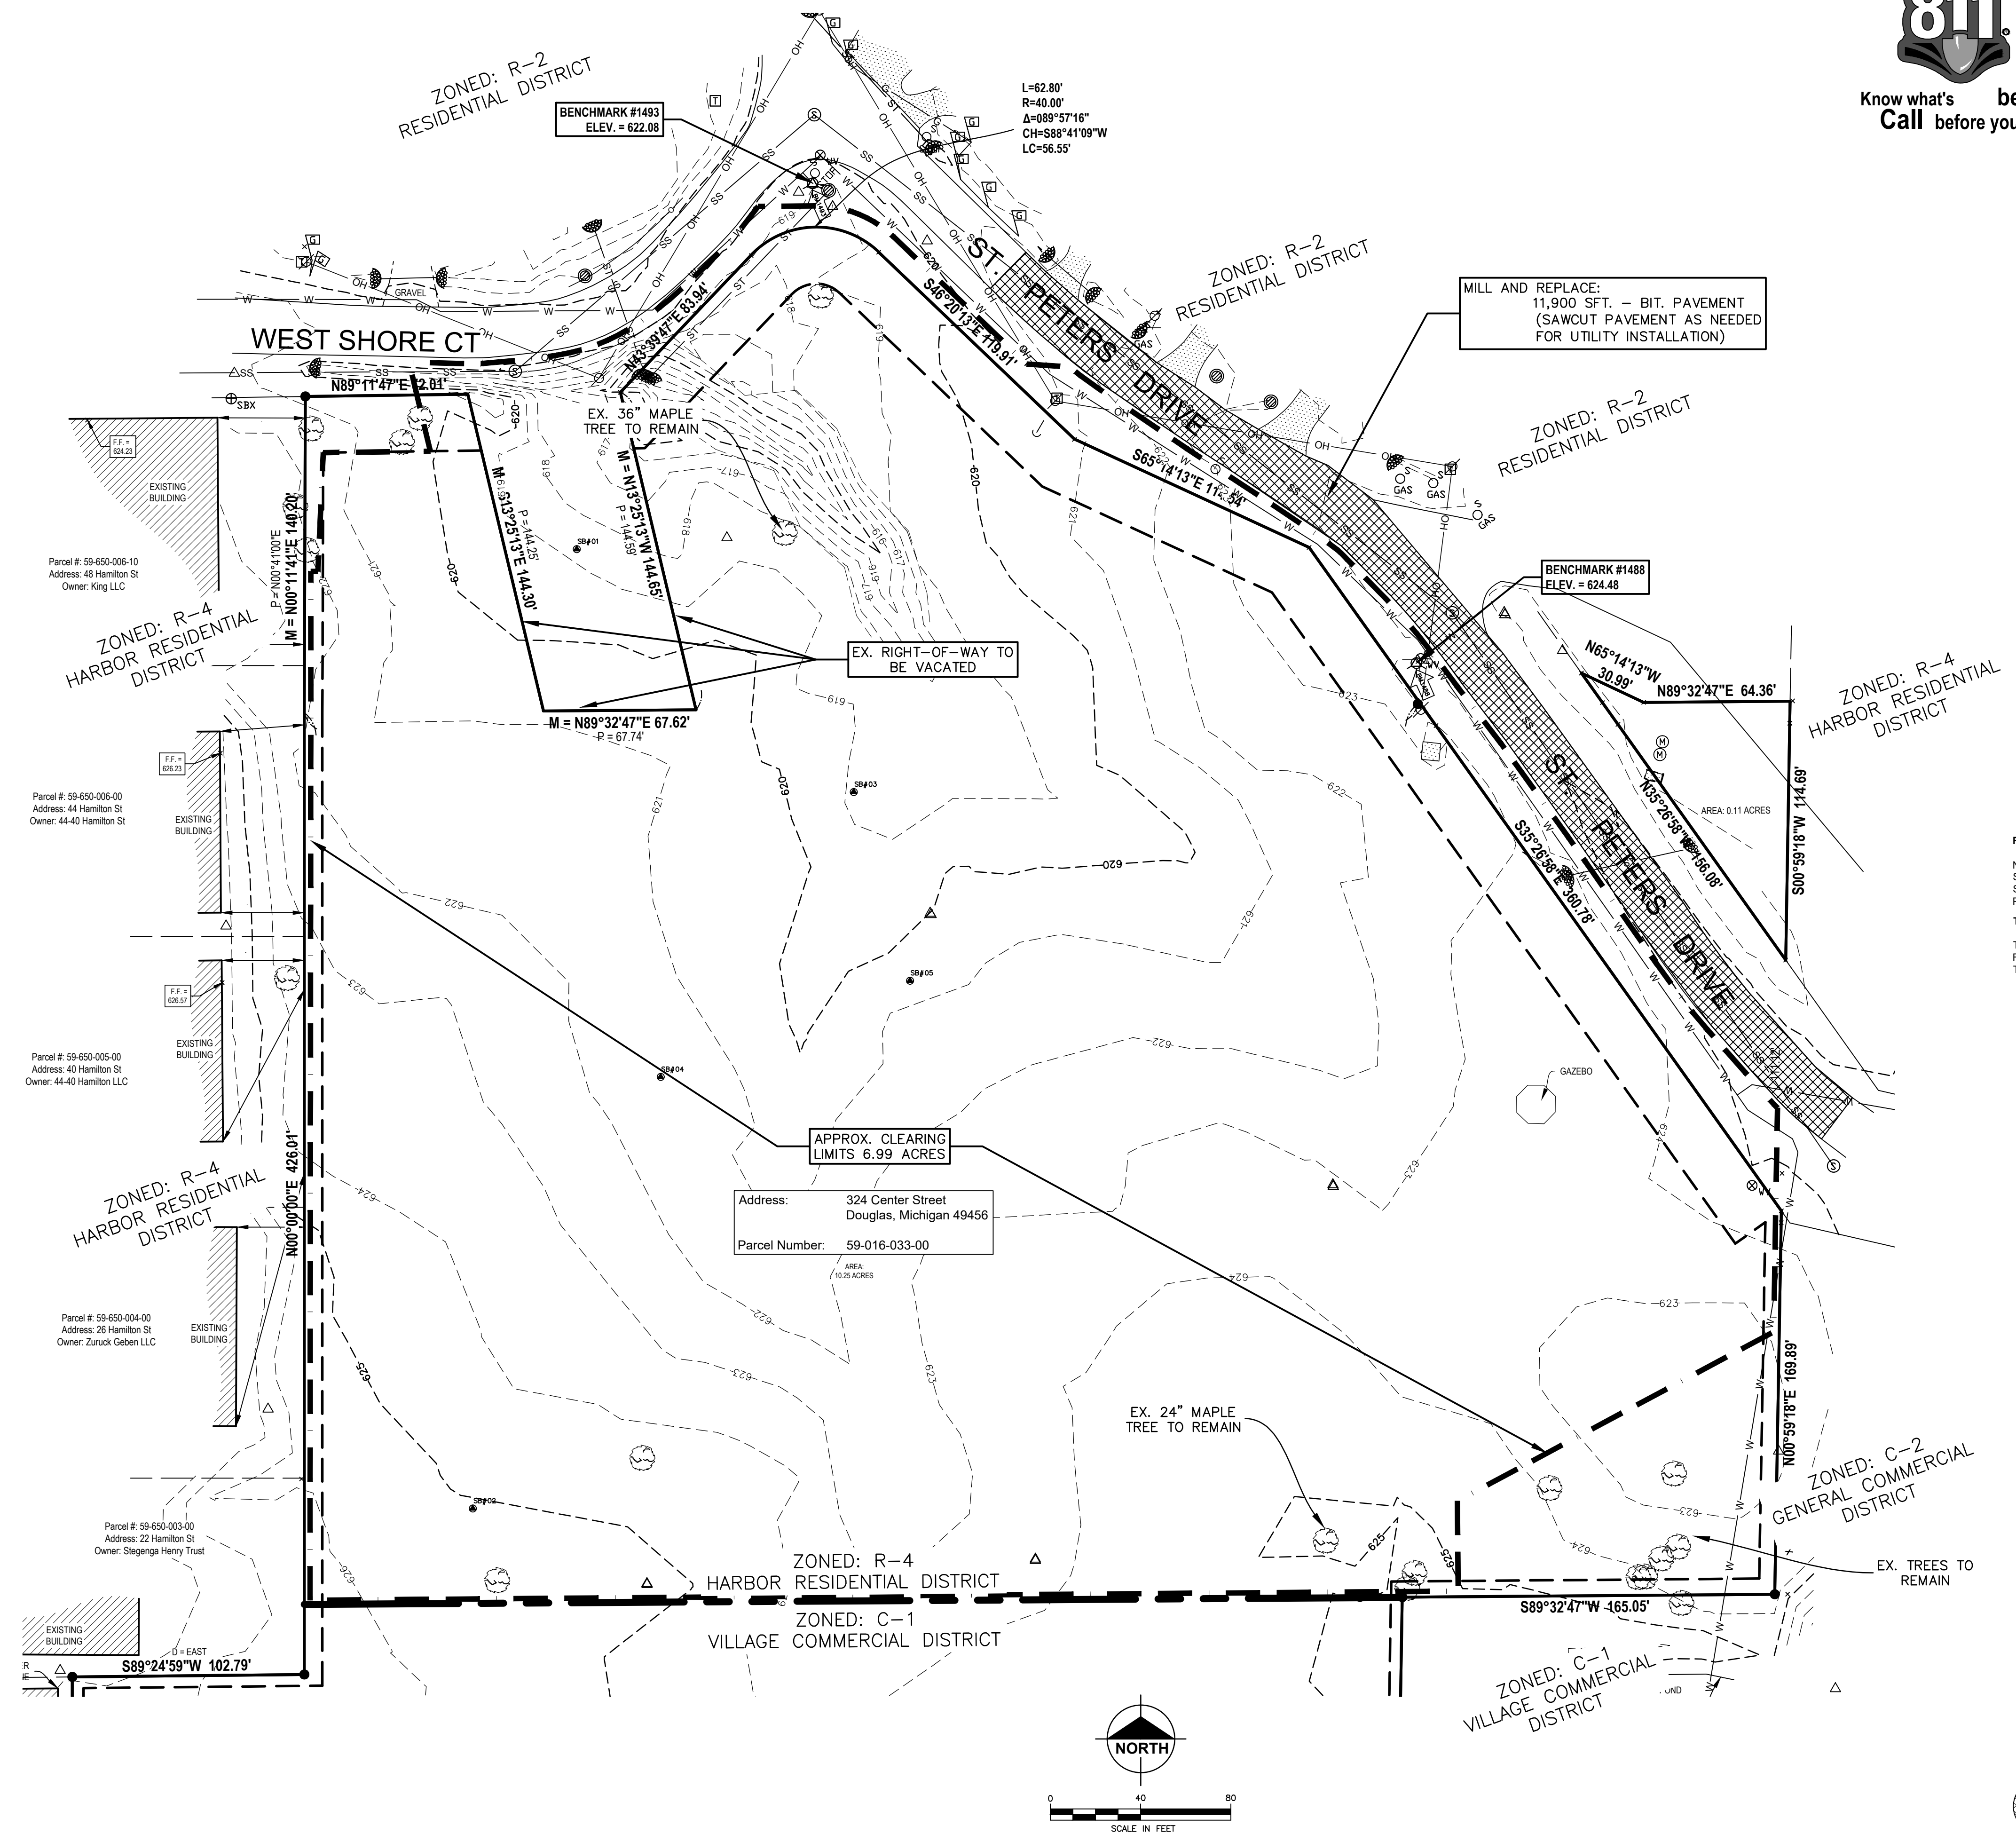 811.
Know what's
Call before you
ZONED: R-2
RESIDENTIAL DISTRICT
BENCHMARK #1493
ELEV. = 622.08
L=62.80'
R=40.00'
Δ=089°57'16"
CH=S88°41'09"W
LC=56.55'
ZONED: R-2
RESIDENTIAL DISTRICT
MILL AND REPLACE:
11,900 SFT. - BIT. PAVEMENT
(SAWCUT PAVEMENT AS NEEDED
FOR UTILITY INSTALLATION)
GRAVEL
WEST SHORE CT
ST. PETERS DRIVE
N43°39'47"E 83.94'
S46°20'13"E 119.91'
SBX
EX. 36" MAPLE
TREE TO REMAIN
GAS
ZONED: R-2
RESIDENTIAL DISTRICT
F.F. =
624.23
EXISTING
BUILDING
GAS
GAS
GAS
M = N00°11'41"E 140.20'
P = N00°41'00"E
M = S13°25'13"E 144.30'
P = 144.25'
M = N13°25'13"W 144.65'
P = 144.59'
SB#01
Parcel #: 59-650-006-10
Address: 48 Hamilton St
Owner: King LLC
BENCHMARK #1488
ELEV. = 624.48
ZONED: R-4
HARBOR RESIDENTIAL
DISTRICT
EX. RIGHT-OF-WAY TO
BE VACATED
N65°14'13"W
30.99'
N89°32'47"E 64.36'
ZONED: R-4
HARBOR RESIDENTIAL
DISTRICT
M = N89°32'47"E 67.62'
P = 67.74'
F.F. =
626.23
SB#03
Parcel #: 59-650-006-00
Address: 44 Hamilton St
Owner: 44-40 Hamilton St
EXISTING
BUILDING
ST. PETERS DRIVE
N35°26'58"W 156.08'
AREA: 0.11 ACRES
S00°59'18"W 114.69'
S35°26'58"E 360.78'
SB#05
F.F. =
626.57
EXISTING
BUILDING
Parcel #: 59-650-005-00
Address: 40 Hamilton St
Owner: 44-40 Hamilton LLC
SB#04
GAZEBO
APPROX. CLEARING
LIMITS 6.99 ACRES
N00°00'00"E 426.01'
ZONED: R-4
HARBOR RESIDENTIAL
DISTRICT
Address: 324 Center Street
Douglas, Michigan 49456
Parcel Number: 59-016-033-00
AREA:
10.25 ACRES
Parcel #: 59-650-004-00
Address: 26 Hamilton St
Owner: Zuruck Geben LLC
EXISTING
BUILDING
N00°59'18"E 169.89'
EX. 24" MAPLE
TREE TO REMAIN
ZONED: C-2
GENERAL COMMERCIAL
DISTRICT
SB#02
Parcel #: 59-650-003-00
Address: 22 Hamilton St
Owner: Stegenga Henry Trust
ZONED: R-4
HARBOR RESIDENTIAL DISTRICT
EX. TREES TO
REMAIN
S89°32'47"W 165.05'
ZONED: C-1
VILLAGE COMMERCIAL DISTRICT
EXISTING
BUILDING
D = EAST
S89°24'59"W 102.79'
ZONED: C-1
VILLAGE COMMERCIAL
DISTRICT
NORTH
0 40 80
SCALE IN FEET